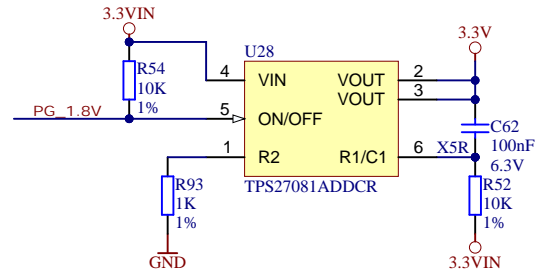 3.3VIN
3.3V
U28
R54
10K
1%
4
VIN
VOUT
2
VOUT
3
PG_1.8V
5
ON/OFF
C62
100nF
6.3V
X5R
1
R2
R1/C1
6
TPS27081ADDCR
R93
1K
1%
R52
10K
1%
GND
3.3VIN